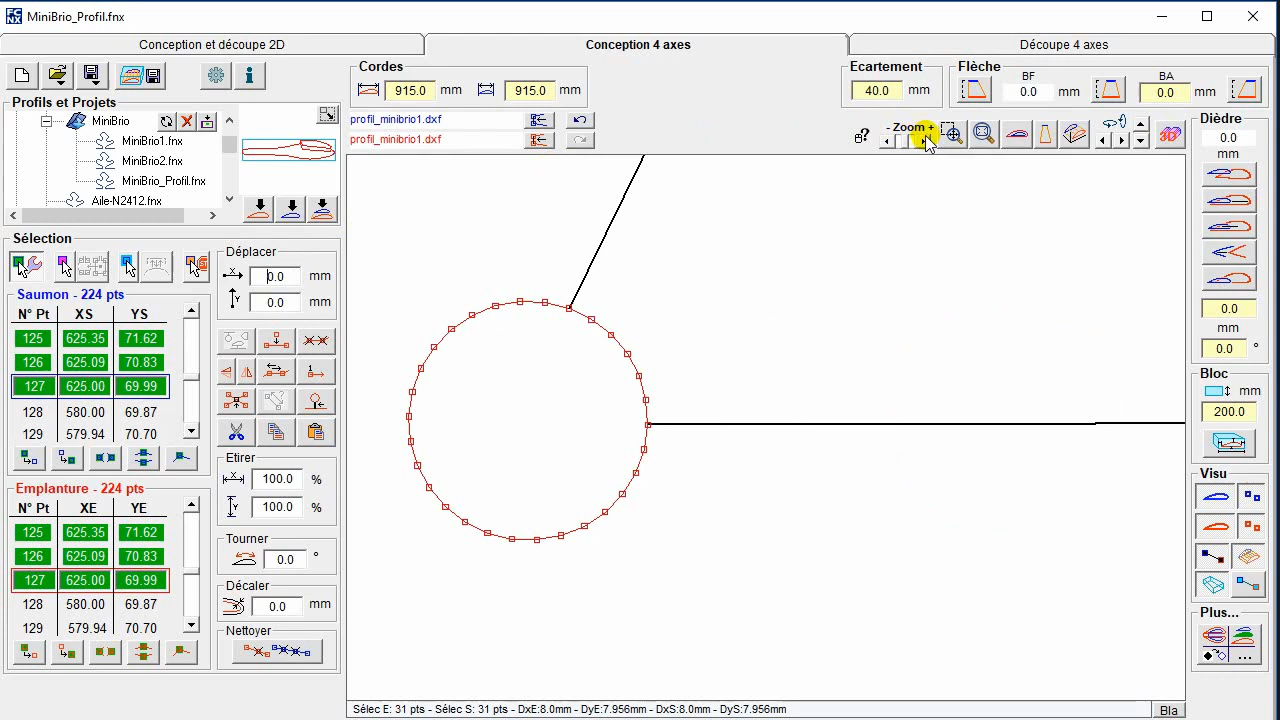 MiniBrio_Profil.fnx
Conception et découpe 2D
Conception 4 axes
Découpe 4 axes
Profils et Projets
MiniBrio
MiniBrio1.fnx
MiniBrio2.fnx
MiniBrio_Profil.fnx
Aile-N2412.fnx
Cordes
915.0 mm
915.0 mm
profil_minibrio1.dxf
profil_minibrio1.dxf
Ecartement
40.0 mm
Flèche
BF
0.0 mm
BA
0.0 mm
- Zoom +
3D
Dièdre
0.0
mm
0.0
mm
0.0 °
Bloc
mm
200.0
Visu
Plus...
...
Sélection
Saumon - 224 pts
N° Pt XS YS
125 625.35 71.62
126 625.09 70.83
127 625.00 69.99
128 580.00 69.87
129 579.94 70.70
Emplanture - 224 pts
N° Pt XE YE
125 625.35 71.62
126 625.09 70.83
127 625.00 69.99
128 580.00 69.87
129 579.94 70.70
Déplacer
X 0.0 mm
Y 0.0 mm
1
Etirer
X 100.0 %
Y 100.0 %
Tourner
0.0 °
Décaler
0.0 mm
Nettoyer
Sélec E: 31 pts - Sélec S: 31 pts - DxE:8.0mm - DyE:7.956mm - DxS:8.0mm - DyS:7.956mm
Bla